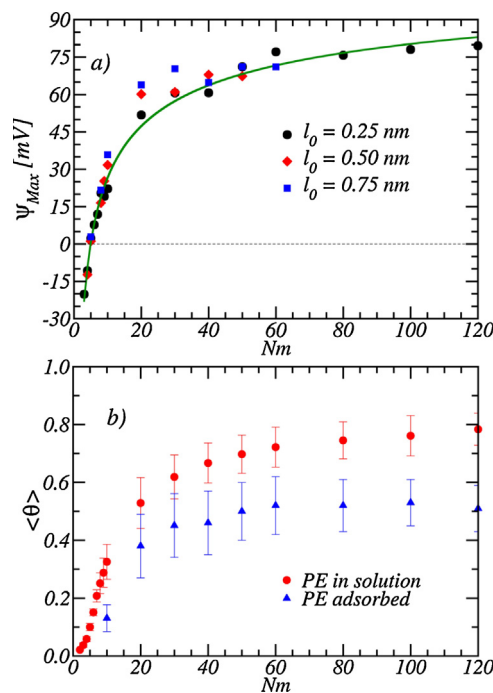 90
75
60
45
30
15
0
-15
-30
Ψ_Max [mV]
a)
l_0 = 0.25 nm
l_0 = 0.50 nm
l_0 = 0.75 nm
0 20 40 60 80 100 120
Nm
1.0
0.8
0.6
0.4
0.2
0.0
<θ>
b)
PE in solution
PE adsorbed
0 20 40 60 80 100 120
Nm